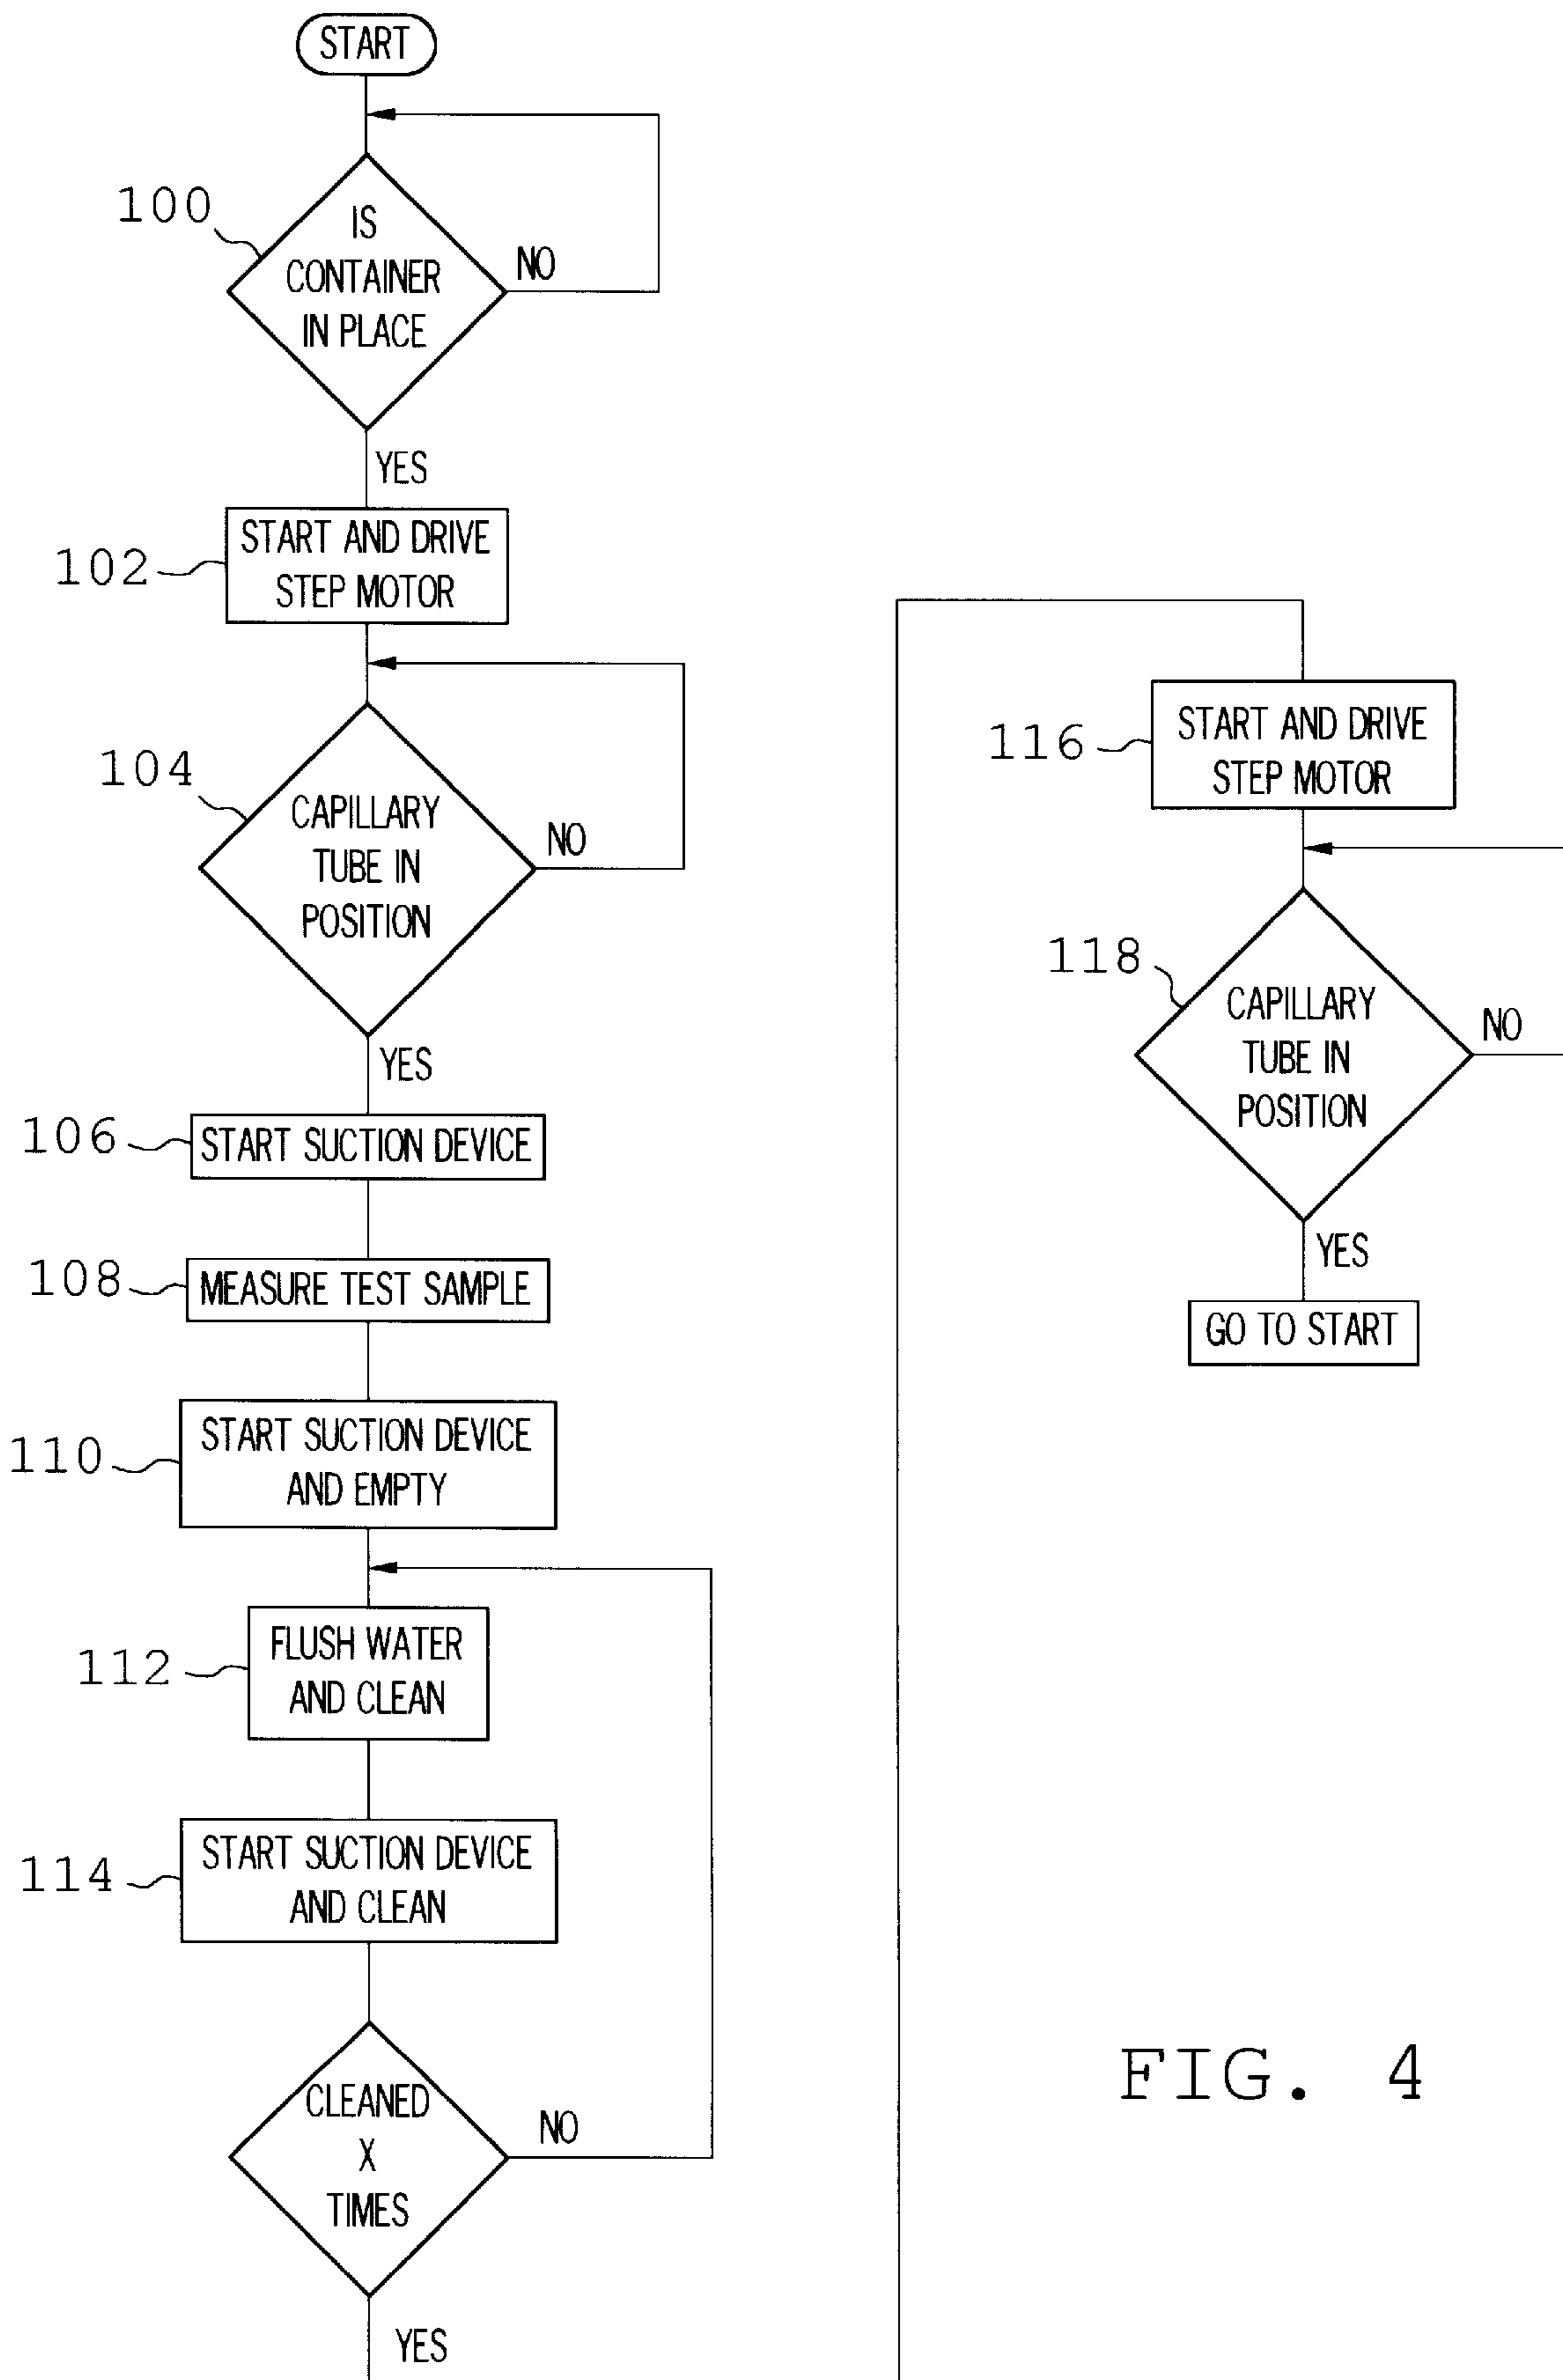 START
100
IS
CONTAINER
IN PLACE
NO
YES
102
START AND DRIVE
STEP MOTOR
104
CAPILLARY
TUBE IN
POSITION
NO
YES
106
START SUCTION DEVICE
108
MEASURE TEST SAMPLE
110
START SUCTION DEVICE
AND EMPTY
112
FLUSH WATER
AND CLEAN
114
START SUCTION DEVICE
AND CLEAN
CLEANED
X
TIMES
NO
YES
116
START AND DRIVE
STEP MOTOR
118
CAPILLARY
TUBE IN
POSITION
NO
YES
GO TO START
FIG. 4